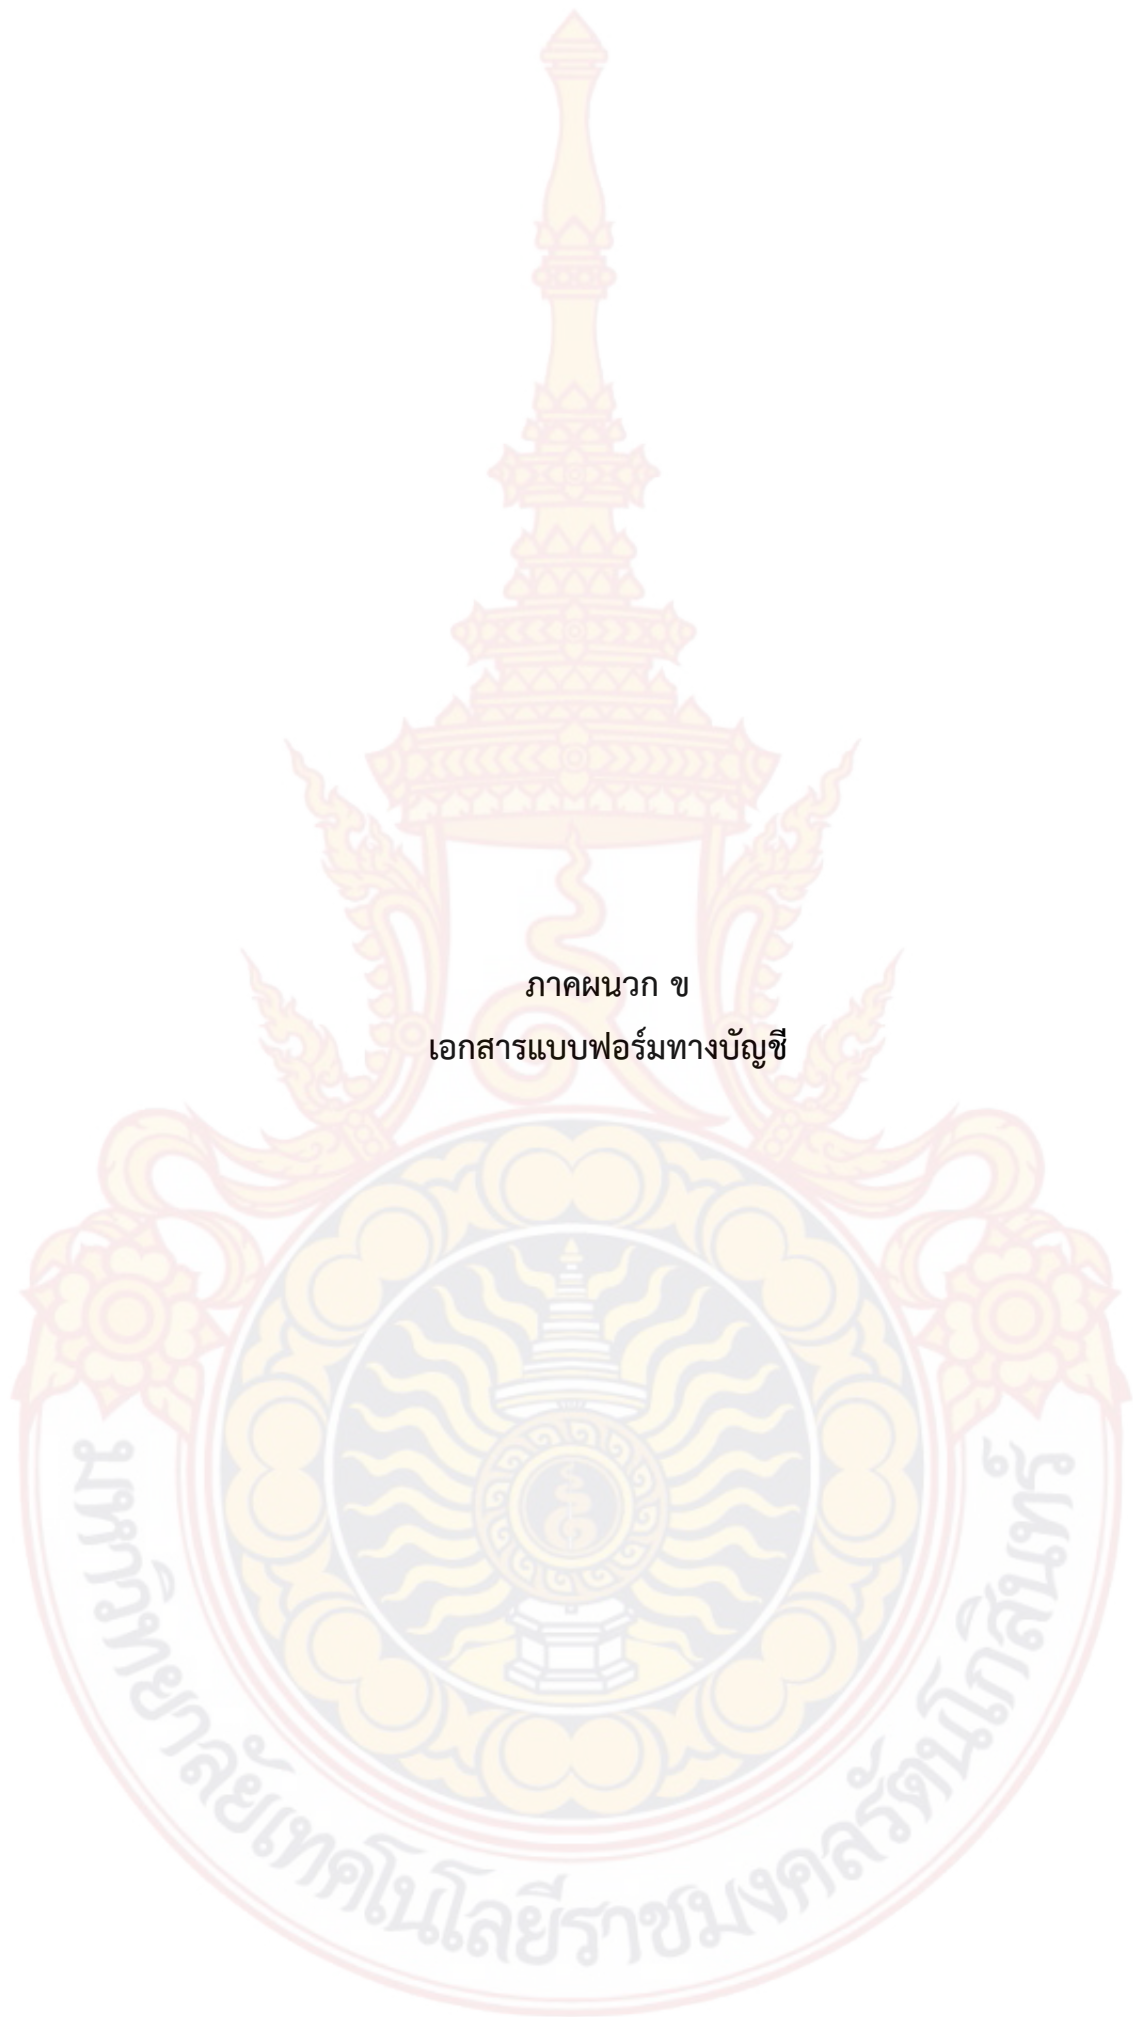 ภาคผนวก ข
เอกสารแบบฟอร์มทางบัญชี
มหาวิทยาลัยเทคโนโลยีราชมงคลรัตนโกสินทร์